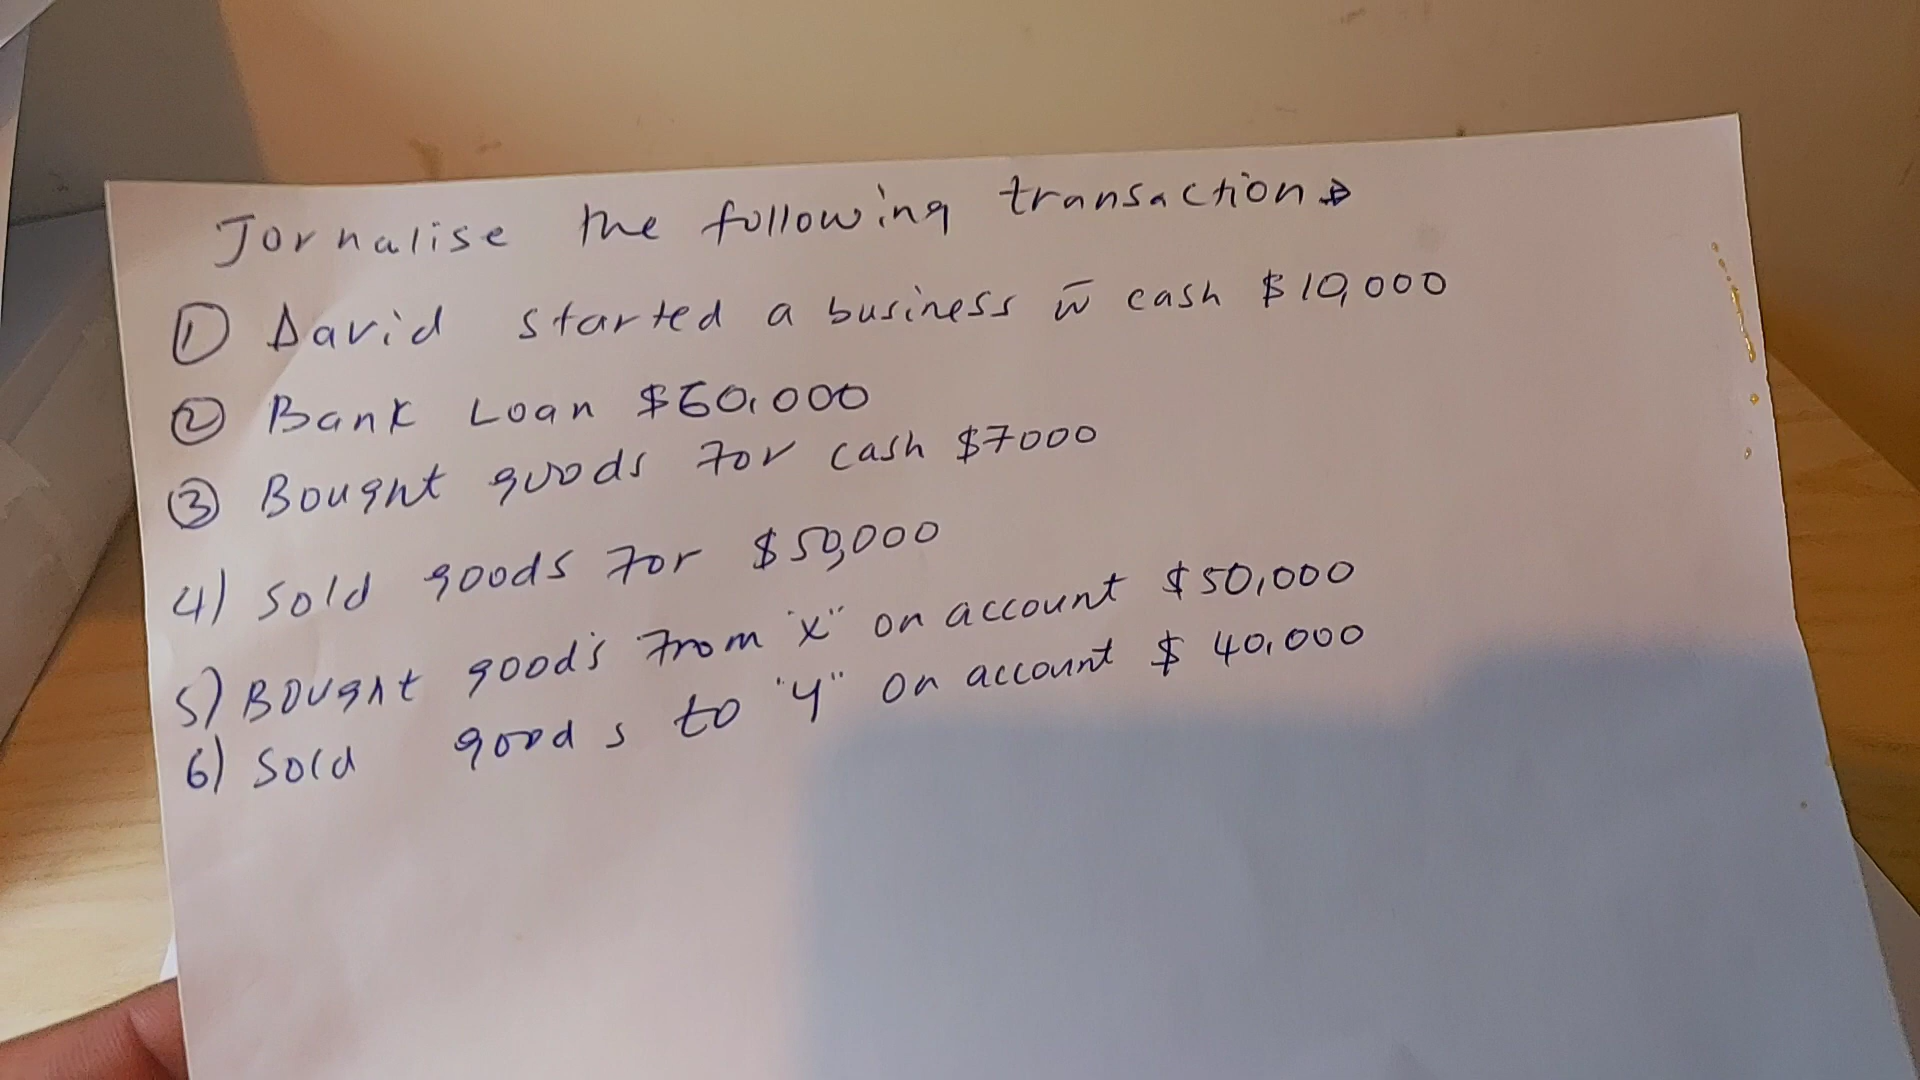 Jornalise the following transactions
① David started a business w̄ cash $10,000
② Bank Loan $60,000
③ Bought goods for cash $7000
4) Sold goods for $50,000
5) Bought goods from "x" on account $50,000
6) Sold goods to "y" on account $40,000